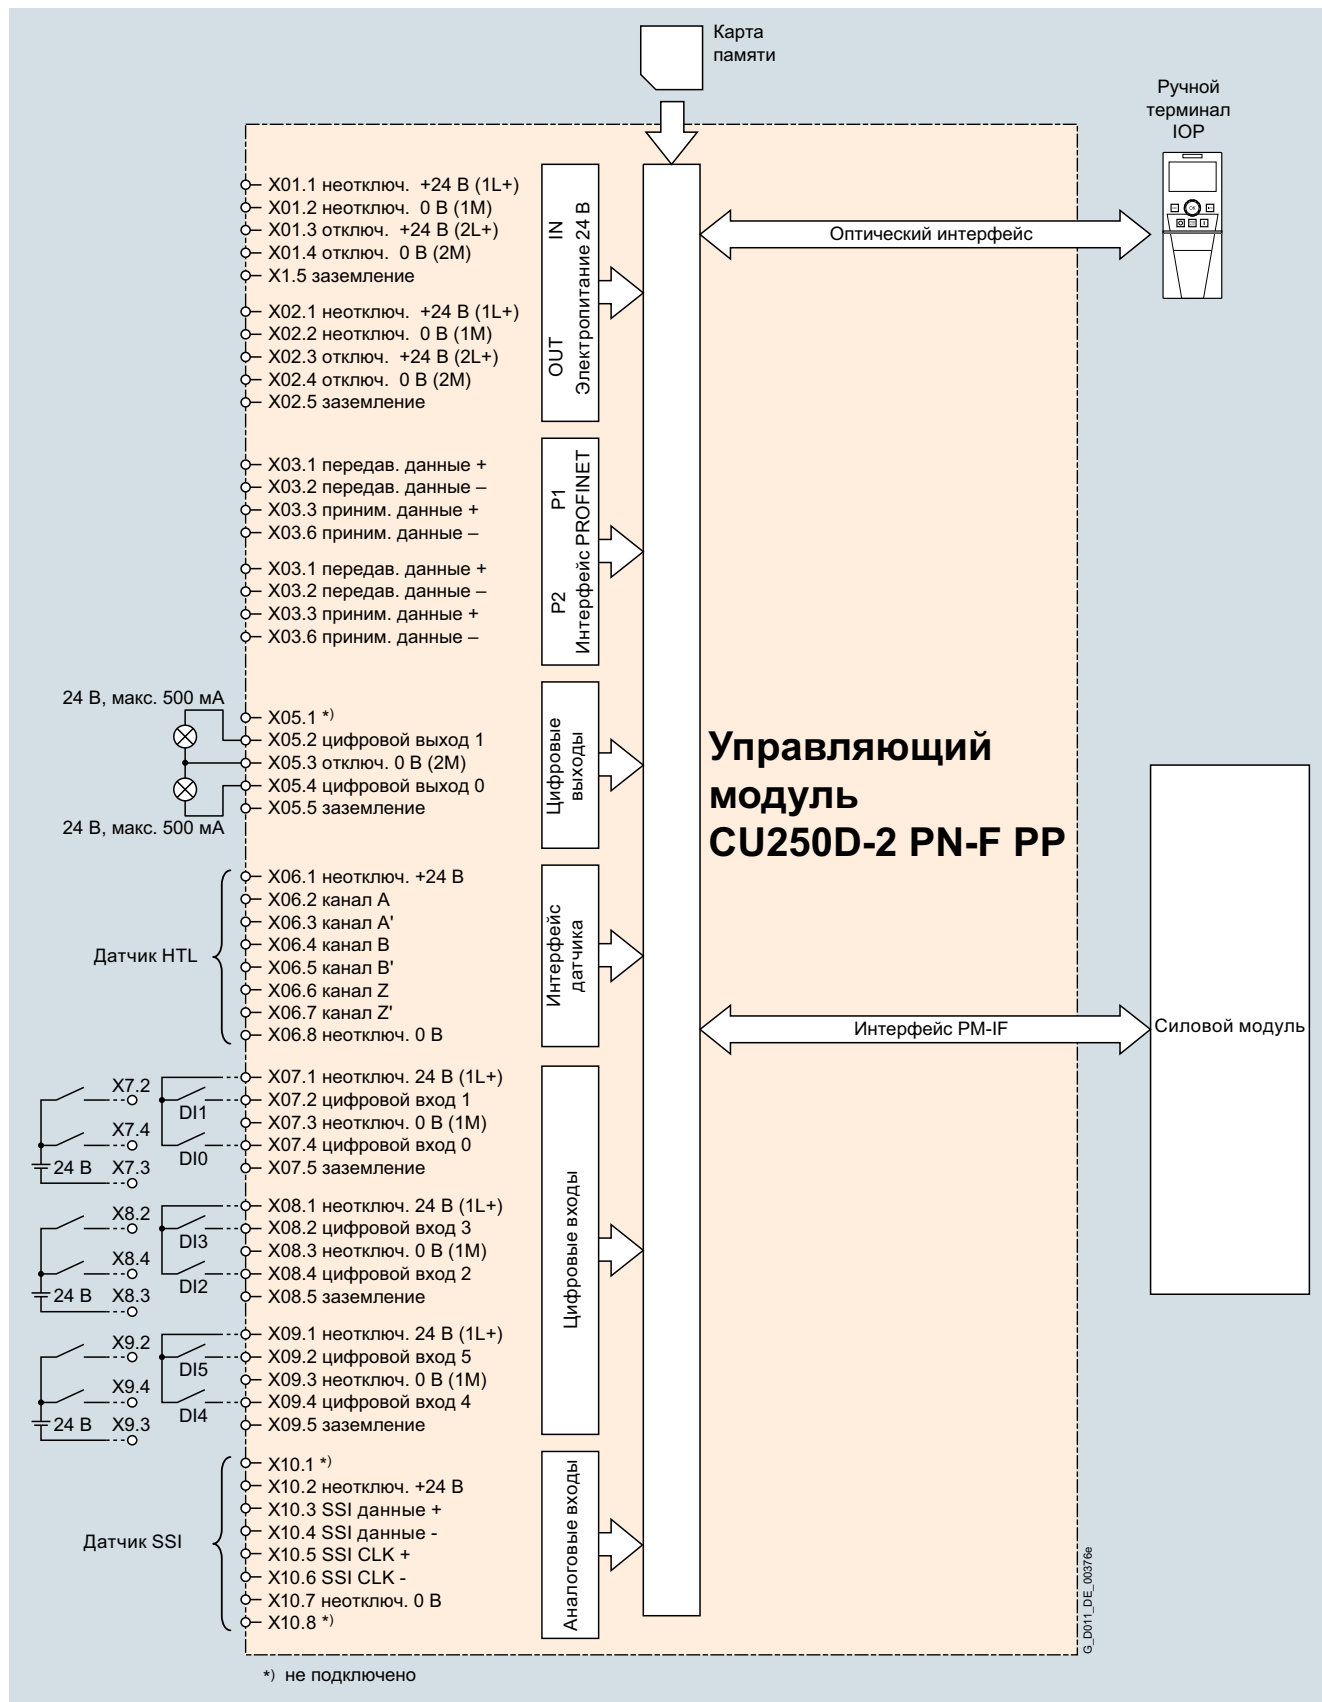 Карта
памяти
Ручной
терминал
IOP
X01.1 неотключ. +24 В (1L+)
X01.2 неотключ. 0 В (1M)
X01.3 отключ. +24 В (2L+)
X01.4 отключ. 0 В (2M)
X1.5 заземление
X02.1 неотключ. +24 В (1L+)
X02.2 неотключ. 0 В (1M)
X02.3 отключ. +24 В (2L+)
X02.4 отключ. 0 В (2M)
X02.5 заземление
OUT IN
Электропитание 24 В
Оптический интерфейс
X03.1 передав. данные +
X03.2 передав. данные –
X03.3 приним. данные +
X03.6 приним. данные –
X03.1 передав. данные +
X03.2 передав. данные –
X03.3 приним. данные +
X03.6 приним. данные –
P2 P1
Интерфейс PROFINET
24 В, макс. 500 мА
24 В, макс. 500 мА
X05.1 *)
X05.2 цифровой выход 1
X05.3 отключ. 0 В (2M)
X05.4 цифровой выход 0
X05.5 заземление
Цифровые
выходы
Управляющий
модуль
CU250D-2 PN-F PP
Датчик HTL
X06.1 неотключ. +24 В
X06.2 канал A
X06.3 канал A'
X06.4 канал B
X06.5 канал B'
X06.6 канал Z
X06.7 канал Z'
X06.8 неотключ. 0 В
Интерфейс
датчика
Интерфейс PM-IF
Силовой модуль
X7.2
X7.4
24 В X7.3
DI1
DI0
X07.1 неотключ. 24 В (1L+)
X07.2 цифровой вход 1
X07.3 неотключ. 0 В (1M)
X07.4 цифровой вход 0
X07.5 заземление
X8.2
X8.4
24 В X8.3
DI3
DI2
X08.1 неотключ. 24 В (1L+)
X08.2 цифровой вход 3
X08.3 неотключ. 0 В (1M)
X08.4 цифровой вход 2
X08.5 заземление
X9.2
X9.4
24 В X9.3
DI5
DI4
X09.1 неотключ. 24 В (1L+)
X09.2 цифровой вход 5
X09.3 неотключ. 0 В (1M)
X09.4 цифровой вход 4
X09.5 заземление
Цифровые входы
Датчик SSI
X10.1 *)
X10.2 неотключ. +24 В
X10.3 SSI данные +
X10.4 SSI данные -
X10.5 SSI CLK +
X10.6 SSI CLK -
X10.7 неотключ. 0 В
X10.8 *)
Аналоговые входы
G_D011_DE_00376e
*) не подключено